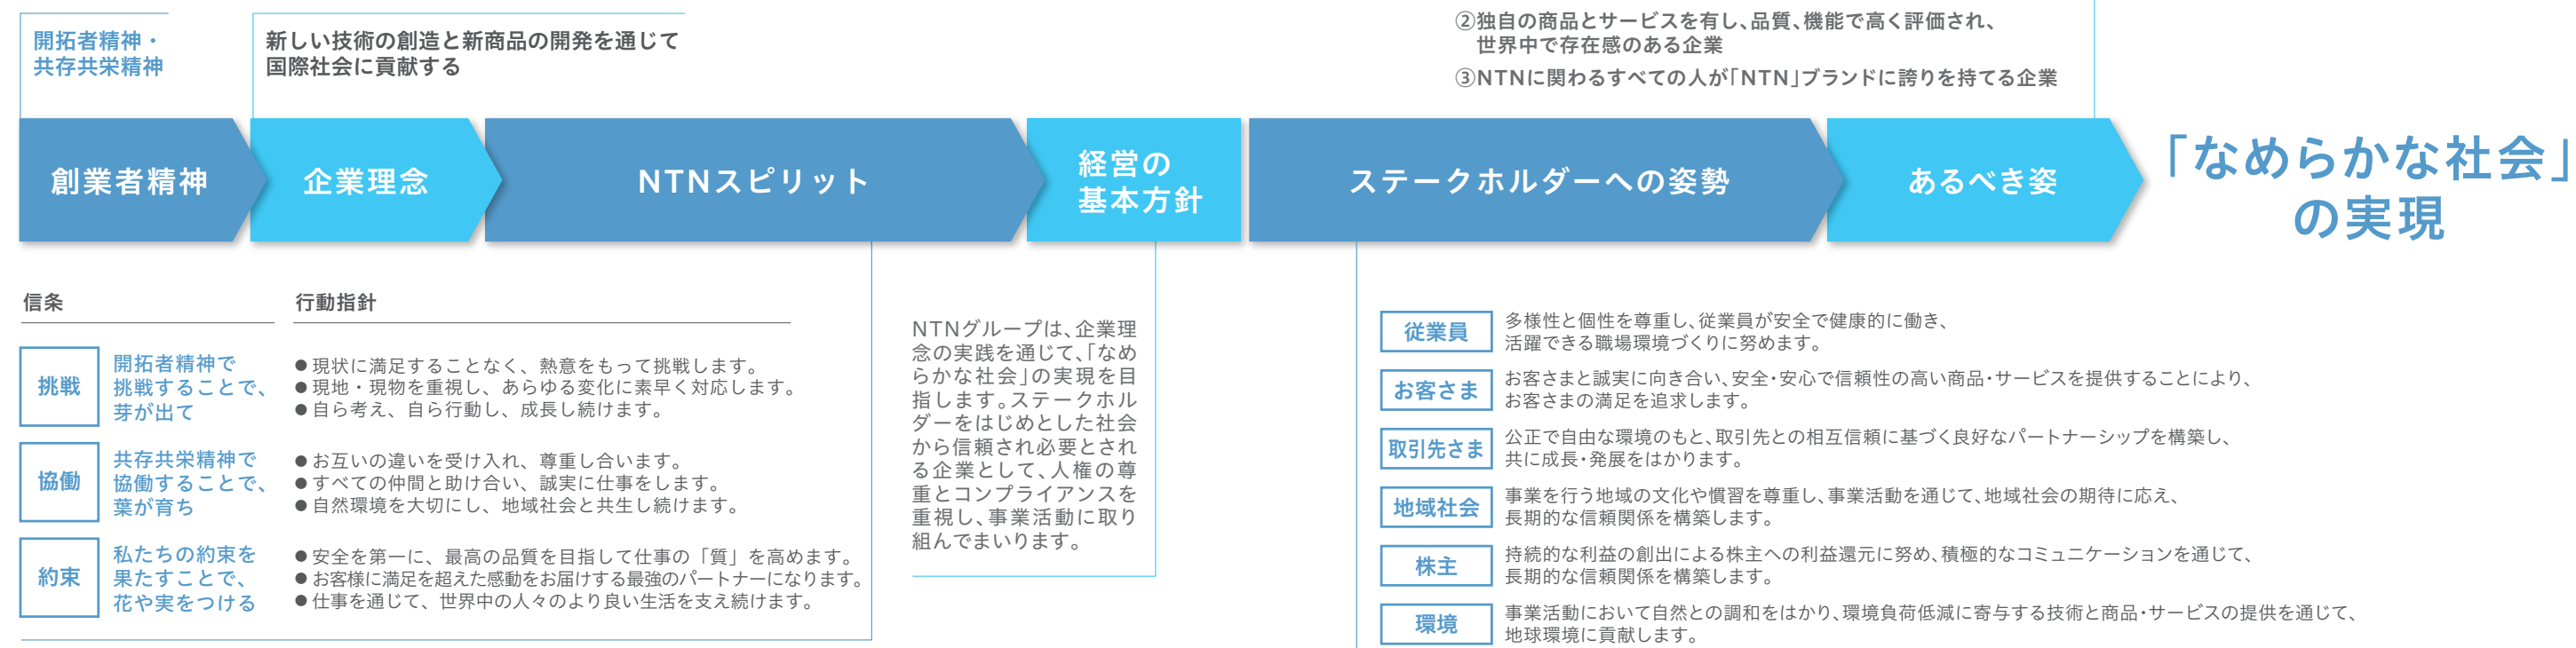 開拓者精神・
共存共栄精神
新しい技術の創造と新商品の開発を通じて
国際社会に貢献する
②独自の商品とサービスを有し、品質、機能で高く評価され、
世界中で存在感のある企業
③NTNに関わるすべての人が「NTN」ブランドに誇りを持てる企業
創業者精神
企業理念
NTNスピリット
経営の
基本方針
ステークホルダーへの姿勢
あるべき姿
「なめらかな社会」
の実現
信条
行動指針
挑戦
開拓者精神で
挑戦することで、
芽が出て
●現状に満足することなく、熱意をもって挑戦します。
●現地・現物を重視し、あらゆる変化に素早く対応します。
●自ら考え、自ら行動し、成長し続けます。
協働
共存共栄精神で
協働することで、
葉が育ち
●お互いの違いを受け入れ、尊重し合います。
●すべての仲間と助け合い、誠実に仕事をします。
●自然環境を大切にし、地域社会と共生し続けます。
約束
私たちの約束を
果たすことで、
花や実をつける
●安全を第一に、最高の品質を目指して仕事の「質」を高めます。
●お客様に満足を超えた感動をお届けする最強のパートナーになります。
●仕事を通じて、世界中の人々のより良い生活を支え続けます。
NTNグループは、企業理
念の実践を通じて、「なめ
らかな社会」の実現を目
指します。ステークホル
ダーをはじめとした社会
から信頼され必要とされ
る企業として、人権の尊
重とコンプライアンスを
重視し、事業活動に取り
組んでまいります。
従業員
多様性と個性を尊重し、従業員が安全で健康的に働き、
活躍できる職場環境づくりに努めます。
お客さま
お客さまと誠実に向き合い、安全・安心で信頼性の高い商品・サービスを提供することにより、
お客さまの満足を追求します。
取引先さま
公正で自由な環境のもと、取引先との相互信頼に基づく良好なパートナーシップを構築し、
共に成長・発展をはかります。
地域社会
事業を行う地域の文化や慣習を尊重し、事業活動を通じて、地域社会の期待に応え、
長期的な信頼関係を構築します。
株主
持続的な利益の創出による株主への利益還元に努め、積極的なコミュニケーションを通じて、
長期的な信頼関係を構築します。
環境
事業活動において自然との調和をはかり、環境負荷低減に寄与する技術と商品・サービスの提供を通じて、
地球環境に貢献します。